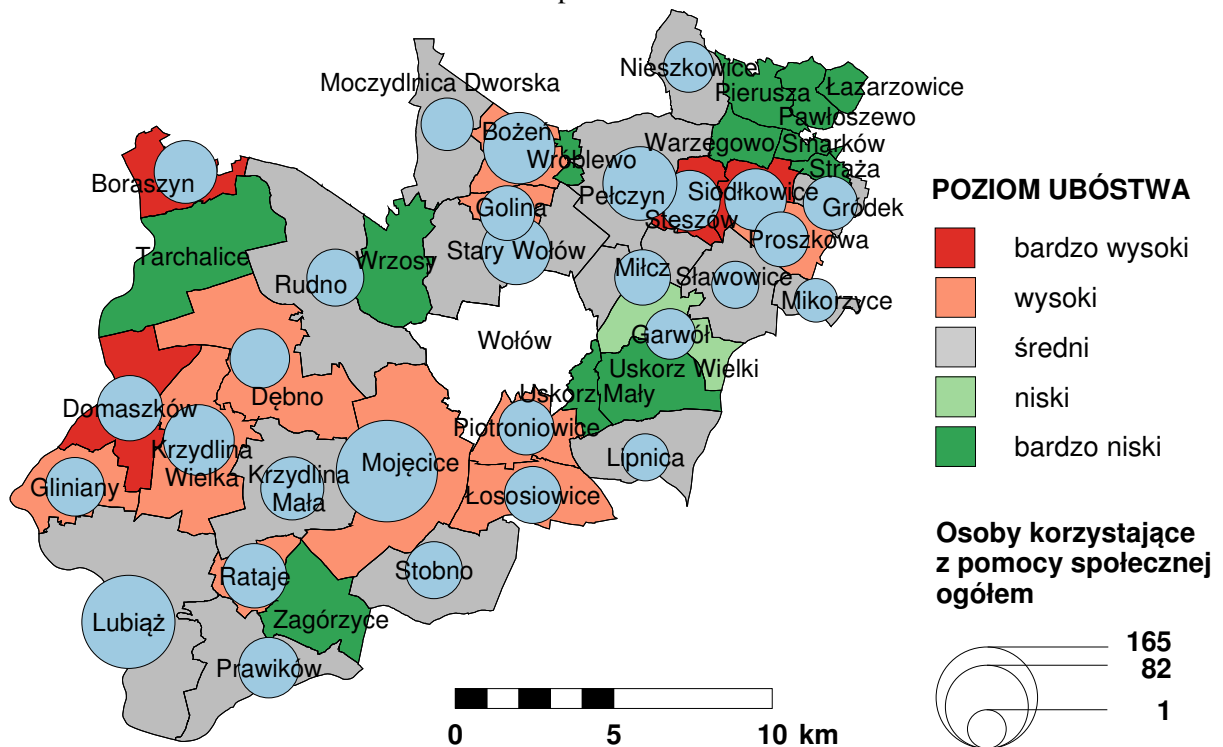 Nieszkowice
Moczydlnica Dworska
Pierusza
Łazarzowice
Pawłoszewo
Bożeń
Warzęgowo
Smarków
Wróblewo
Straża
Boraszyn
Siodłkowice
Pełczyn
Golina
Stęszów
Gródek
Proszkowa
Tarchalice
Wrzosy
Stary Wołów
Miłcz
Sławowice
Rudno
Mikorzyce
Wołów
Garwół
Uskorz Wielki
Uskorz Mały
Dębno
Domaszków
Piotroniowice
Krzydlina
Wielka
Mojęcice
Lipnica
Krzydlina
Mała
Gliniany
Łososiowice
Rataje
Stobno
Lubiąż
Zagórzyce
Prawików
POZIOM UBÓSTWA
bardzo wysoki
wysoki
średni
niski
bardzo niski
Osoby korzystające
z pomocy społecznej
ogółem
165
82
1
0 5 10 km